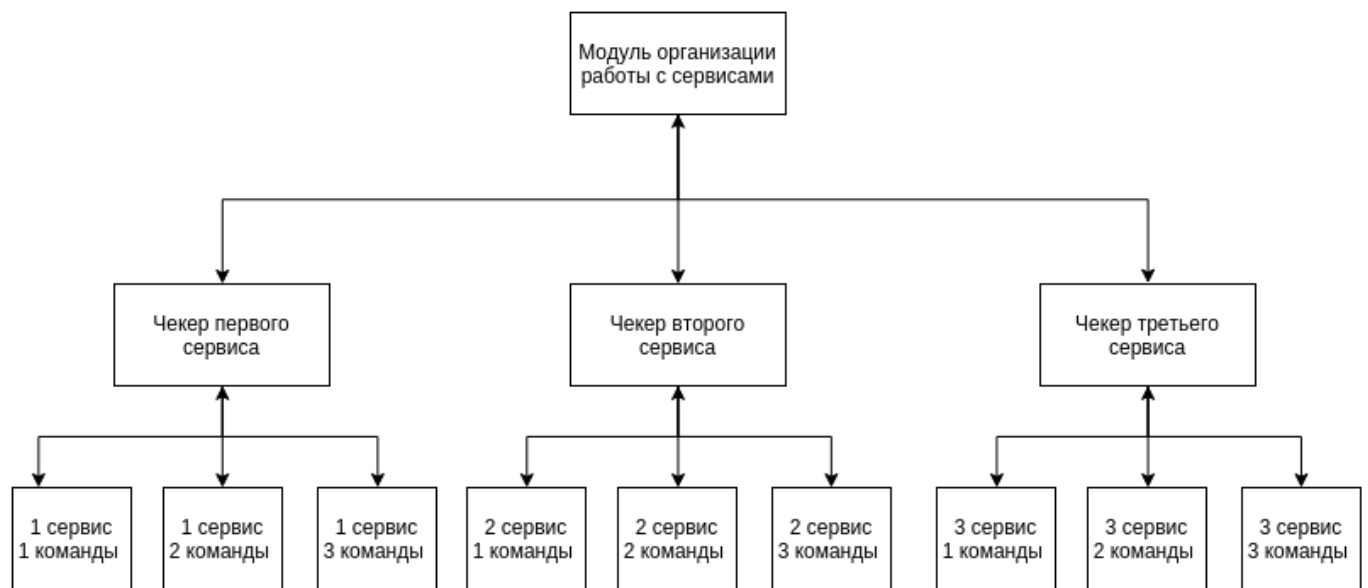 Модуль организации
работы с сервисами
Чекер первого
сервиса
Чекер второго
сервиса
Чекер третьего
сервиса
1 сервис
1 команды
1 сервис
2 команды
1 сервис
3 команды
2 сервис
1 команды
2 сервис
2 команды
2 сервис
3 команды
3 сервис
1 команды
3 сервис
2 команды
3 сервис
3 команды